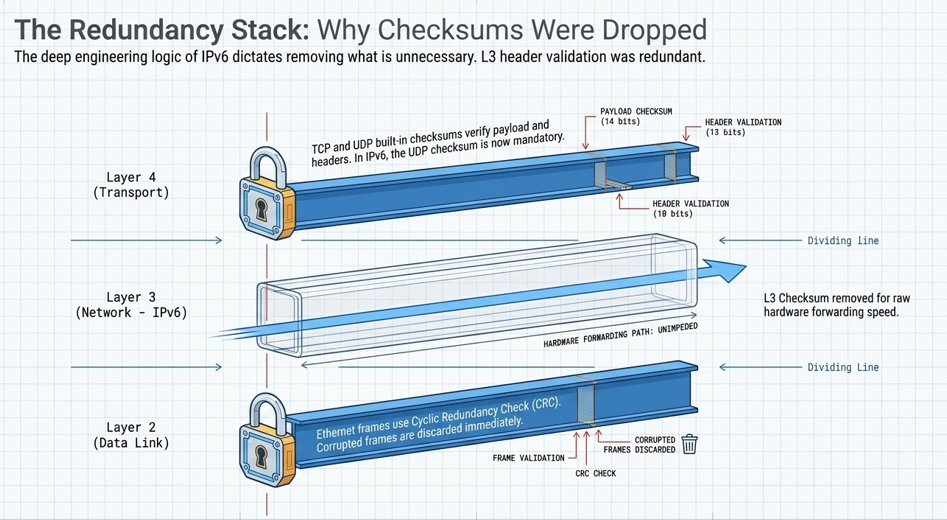 The Redundancy Stack: Why Checksums Were Dropped
The deep engineering logic of IPv6 dictates removing what is unnecessary. L3 header validation was redundant.
Layer 4
(Transport)
TCP and UDP built-in checksums verify payload and
headers. In IPv6, the UDP checksum is now mandatory.
PAYLOAD CHECKSUM
(14 bits)
HEADER VALIDATION
(13 bits)
HEADER VALIDATION
(10 bits)
Dividing line
Layer 3
(Network - IPv6)
L3 Checksum removed for raw
hardware forwarding speed.
HARDWARE FORWARDING PATH: UNIMPEDED
Dividing Line
Layer 2
(Data Link)
Ethernet frames use Cyclic Redundancy Check (CRC).
Corrupted frames are discarded immediately.
CORRUPTED
FRAMES DISCARDED
FRAME VALIDATION
CRC CHECK